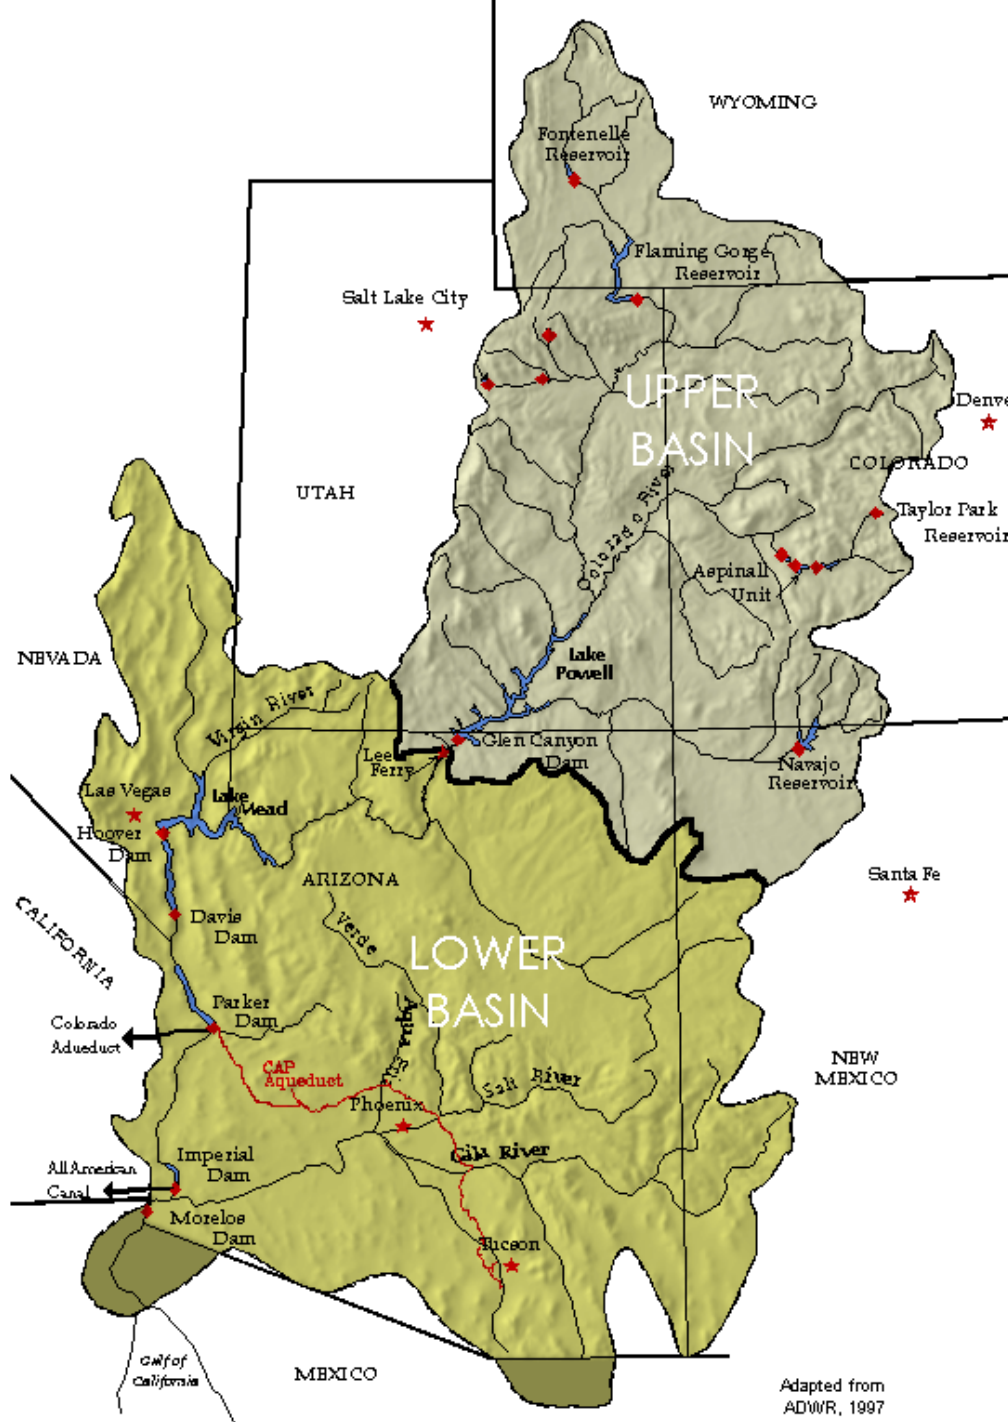 WYOMING
Fontenelle
Reservoir
Flaming Gorge
Reservoir
Salt Lake City
UPPER
BASIN
Denve
COLORADO
UTAH
Colorado River
Taylor Park
Reservoir
Aspinall
Unit
NEVADA
Lake
Powell
Virgin River
Glen Canyon
Dam
Lee
Ferry
Navajo
Reservoir
Las Vegas
Lake
Mead
Hoover
Dam
ARIZONA
Santa Fe
CALIFORNIA
Davis
Dam
Verde
LOWER
BASIN
Parker
Dam
Colorado
Adueduct
Aqua Fria
CAP
Aqueduct
Salt River
NEW
MEXICO
Phoenix
Gila River
Imperial
Dam
All American
Canal
Morelos
Dam
Tucson
Gulf of
California
MEXICO
Adapted from
ADWR, 1997